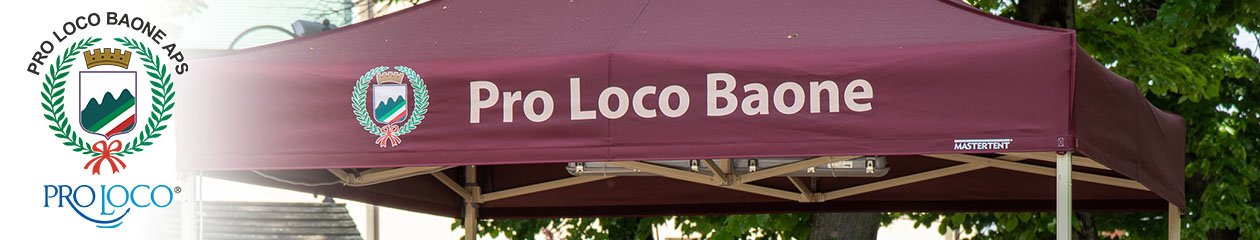 PRO LOCO BAONE APS
PRO LOCO®
Pro Loco Baone
MASTERTENT